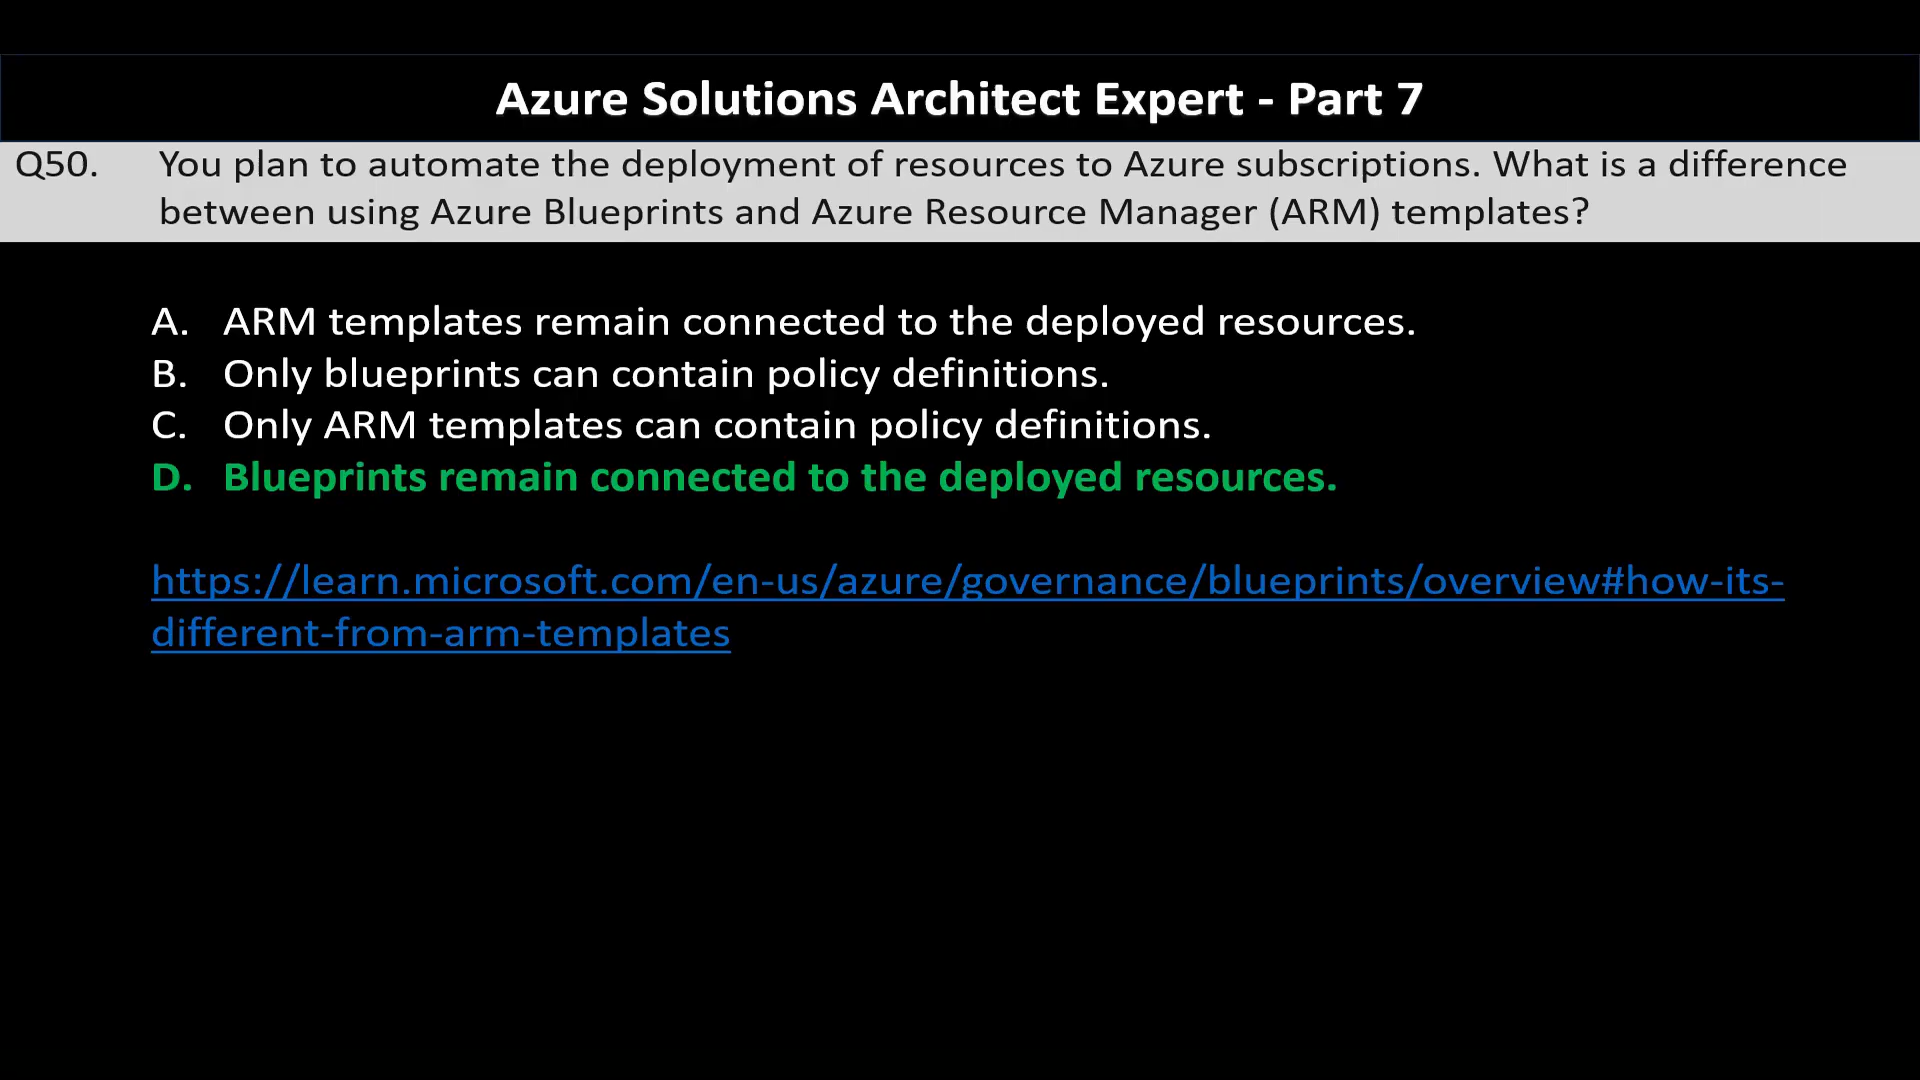 Azure Solutions Architect Expert - Part 7
Q50. You plan to automate the deployment of resources to Azure subscriptions. What is a difference
between using Azure Blueprints and Azure Resource Manager (ARM) templates?
A. ARM templates remain connected to the deployed resources.
B. Only blueprints can contain policy definitions.
C. Only ARM templates can contain policy definitions.
D. Blueprints remain connected to the deployed resources.
https://learn.microsoft.com/en-us/azure/governance/blueprints/overview#how-its-
different-from-arm-templates